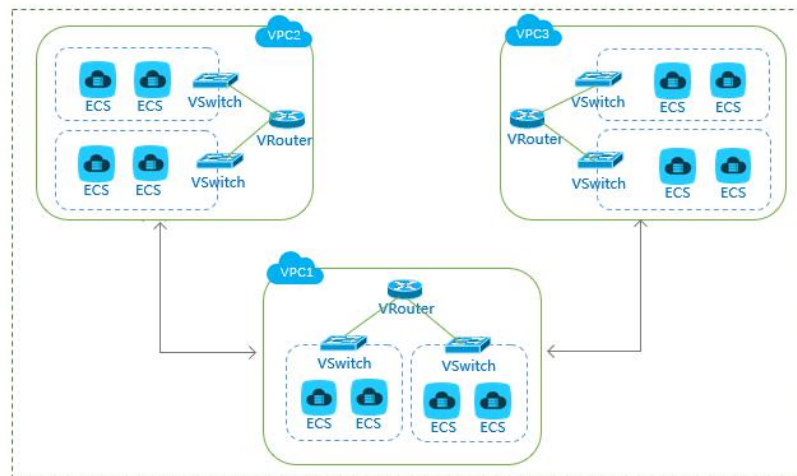 VPC2
ECS ECS VSwitch
VRouter
ECS ECS VSwitch
VPC3
VSwitch ECS ECS
VRouter
VSwitch ECS ECS
VPC1
VRouter
VSwitch VSwitch
ECS ECS ECS ECS